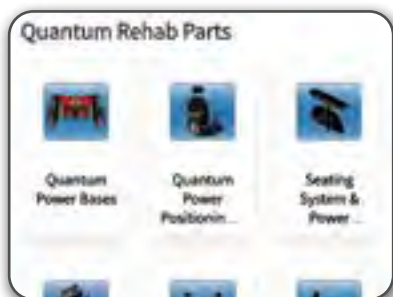 Quantum Rehab Parts
Quantum
Power Bases
Quantum
Power
Positionin...
Seating
System &
Power ...